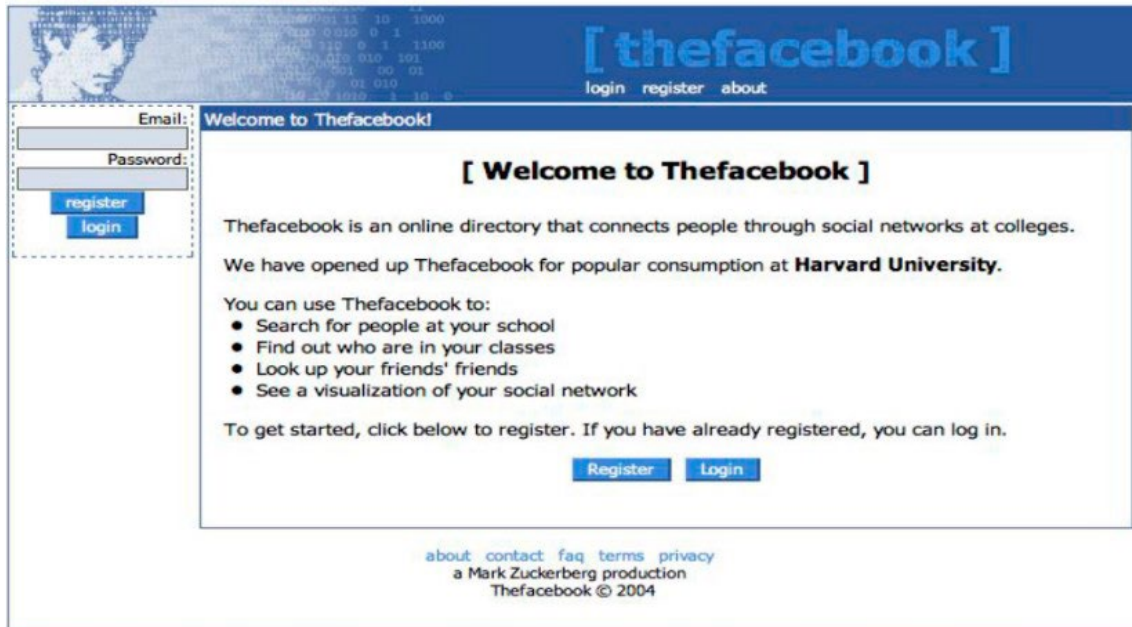 [ thefacebook ]
login register about
Email:
Password:
register
login
Welcome to Thefacebook!
[ Welcome to Thefacebook ]
Thefacebook is an online directory that connects people through social networks at colleges.
We have opened up Thefacebook for popular consumption at Harvard University.
You can use Thefacebook to:
● Search for people at your school
● Find out who are in your classes
● Look up your friends' friends
● See a visualization of your social network
To get started, click below to register. If you have already registered, you can log in.
Register Login
about contact faq terms privacy
a Mark Zuckerberg production
Thefacebook © 2004